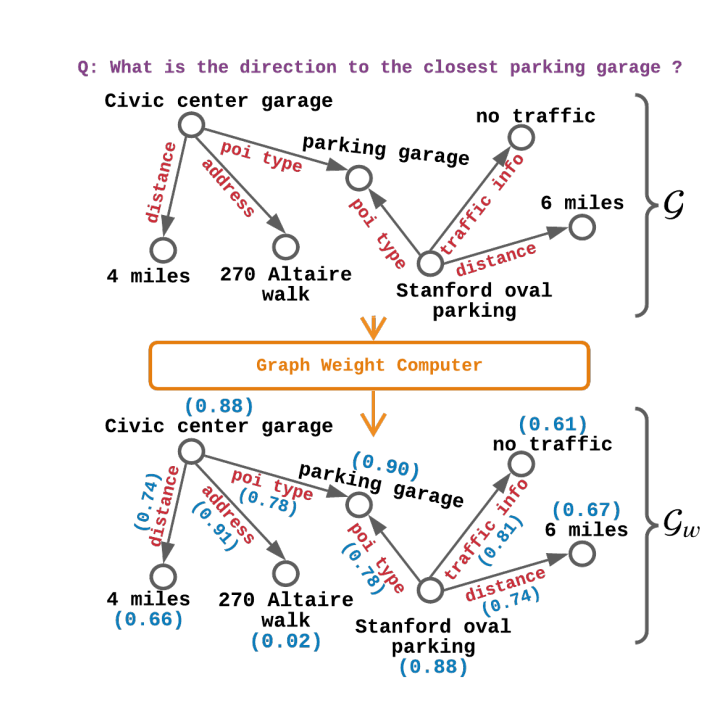 Q: What is the direction to the closest parking garage ?
Civic center garage
no traffic
parking garage
poi type
distance
address
poi type
traffic info
6 miles
distance
4 miles
270 Altaire
walk
Stanford oval
parking
𝒢
Graph Weight Computer
(0.88)
Civic center garage
(0.61)
no traffic
(0.90)
parking garage
poi type
(0.78)
(0.74)
distance
address
(0.91)
poi type
(0.78)
traffic info
(0.81)
(0.67)
6 miles
distance
(0.74)
4 miles
(0.66)
270 Altaire
walk
(0.02)
Stanford oval
parking
(0.88)
𝒢w